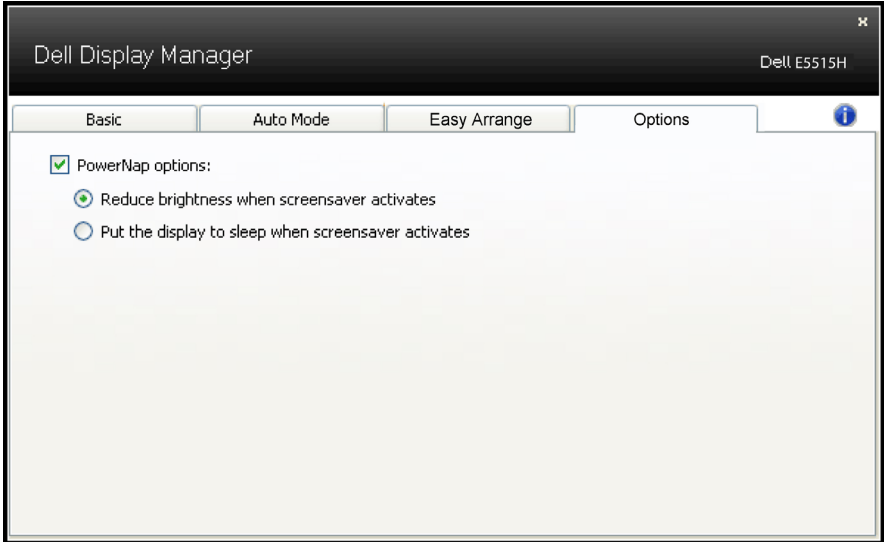 Dell Display Manager
Dell E5515H
Basic Auto Mode Easy Arrange Options
PowerNap options:
Reduce brightness when screensaver activates
Put the display to sleep when screensaver activates